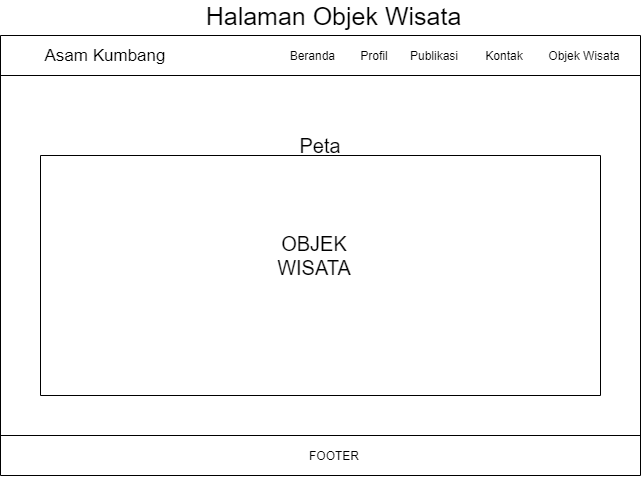 Halaman Objek Wisata
Asam Kumbang Beranda Profil Publikasi Kontak Objek Wisata
Peta
OBJEK
WISATA
FOOTER